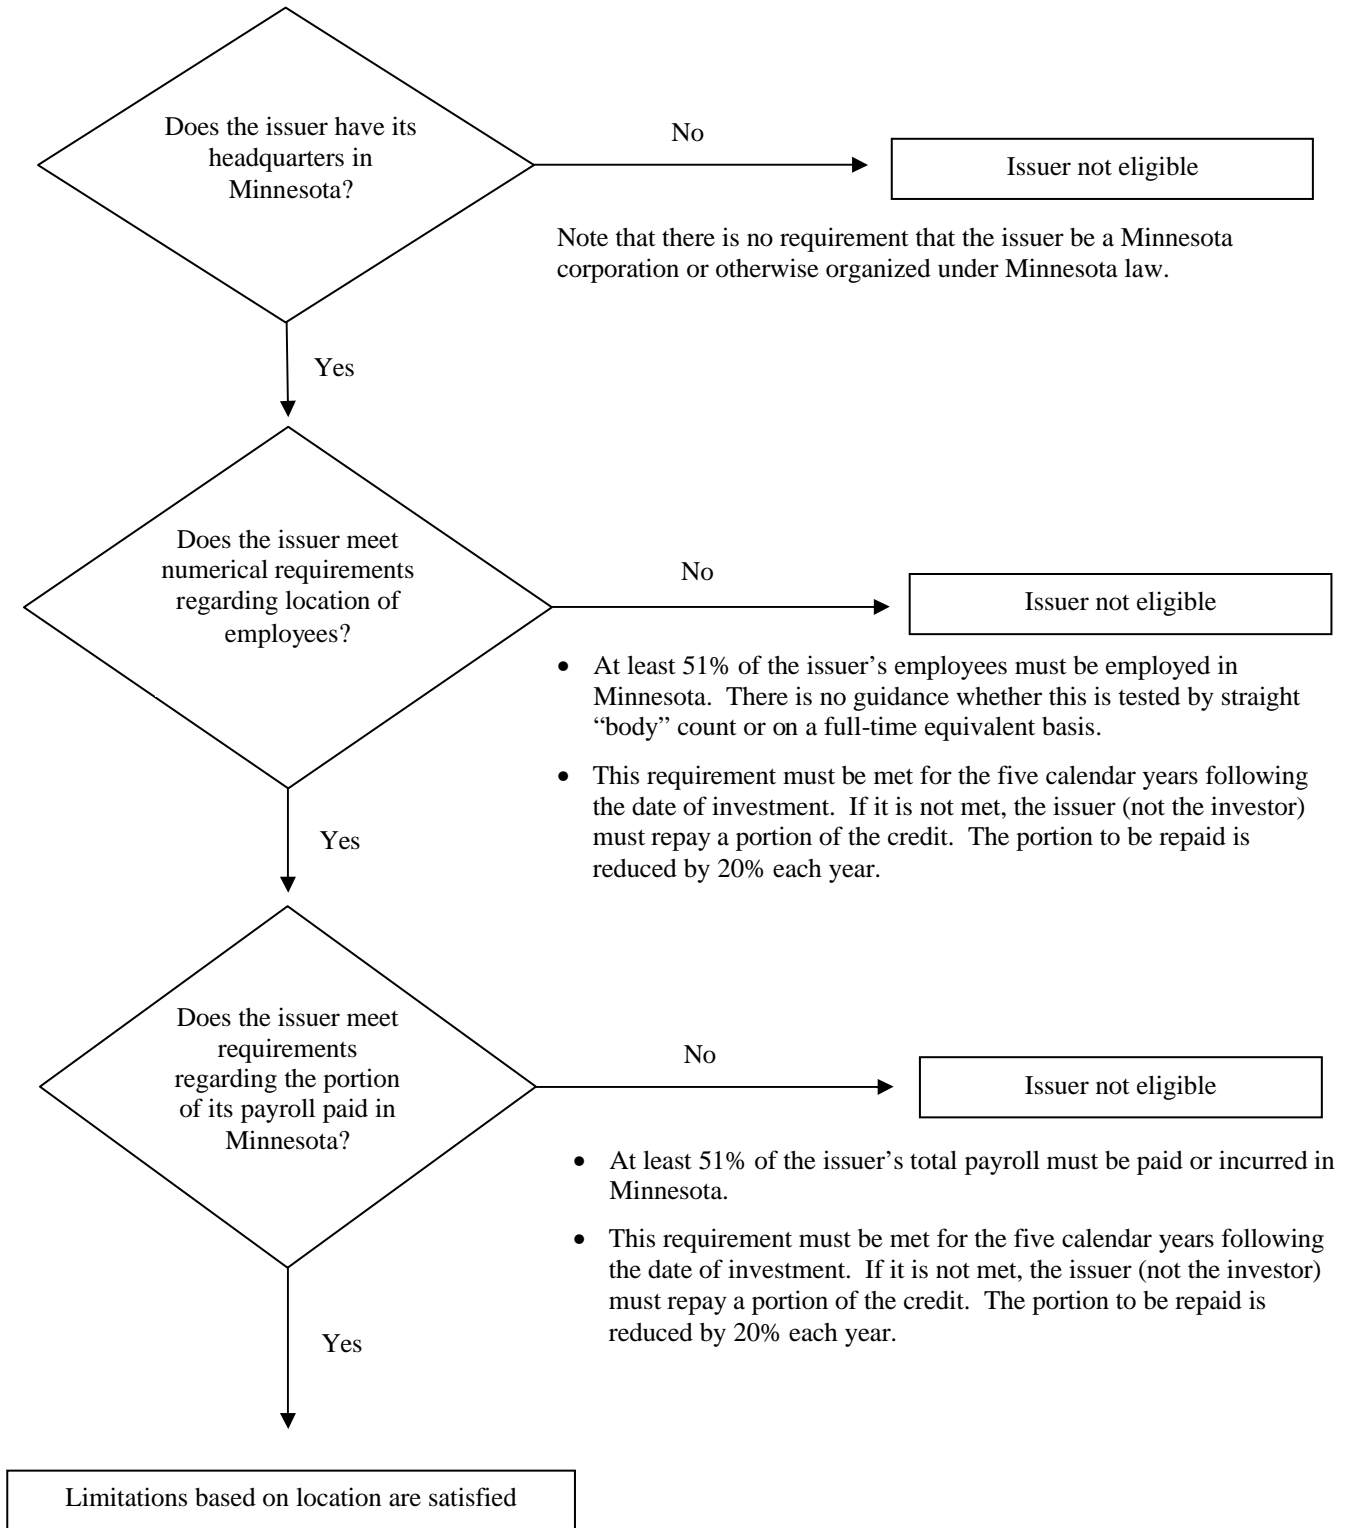 Does the issuer have its
headquarters in
Minnesota?
No
Issuer not eligible
Note that there is no requirement that the issuer be a Minnesota
corporation or otherwise organized under Minnesota law.
Yes
Does the issuer meet
numerical requirements
regarding location of
employees?
No
Issuer not eligible
• At least 51% of the issuer’s employees must be employed in
Minnesota.  There is no guidance whether this is tested by straight
“body” count or on a full-time equivalent basis.
• This requirement must be met for the five calendar years following
the date of investment.  If it is not met, the issuer (not the investor)
must repay a portion of the credit.  The portion to be repaid is
reduced by 20% each year.
Yes
Does the issuer meet
requirements
regarding the portion
of its payroll paid in
Minnesota?
No
Issuer not eligible
• At least 51% of the issuer’s total payroll must be paid or incurred in
Minnesota.
• This requirement must be met for the five calendar years following
the date of investment.  If it is not met, the issuer (not the investor)
must repay a portion of the credit.  The portion to be repaid is
reduced by 20% each year.
Yes
Limitations based on location are satisfied